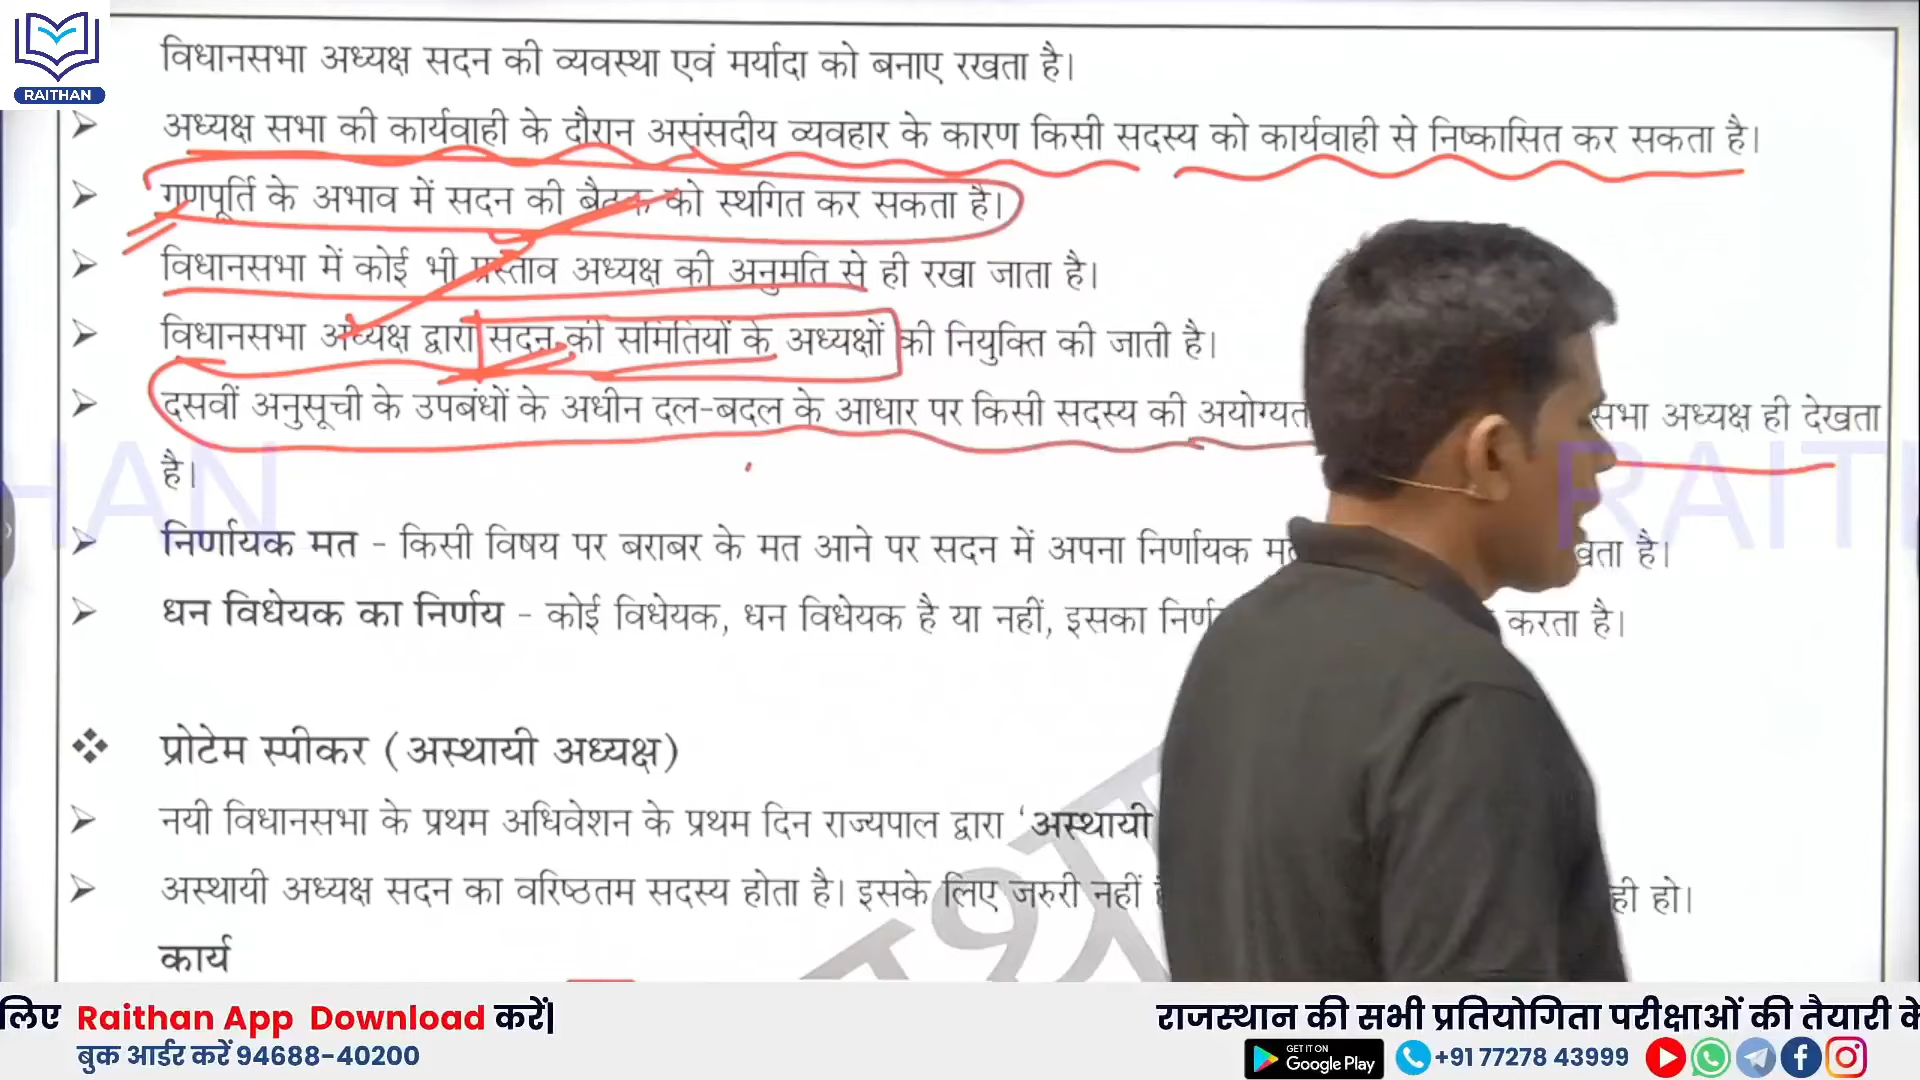 RAITHAN
विधानसभा अध्यक्ष सदन की व्यवस्था एवं मर्यादा को बनाए रखता है।
अध्यक्ष सभा की कार्यवाही के दौरान असंसदीय व्यवहार के कारण किसी सदस्य को कार्यवाही से निष्कासित कर सकता है।
गणपूर्ति के अभाव में सदन की बैठक को स्थगित कर सकता है।
विधानसभा में कोई भी प्रस्ताव अध्यक्ष की अनुमति से ही रखा जाता है।
विधानसभा अध्यक्ष द्वारा सदन की समितियों के अध्यक्षों की नियुक्ति की जाती है।
दसवीं अनुसूची के उपबंधों के अधीन दल-बदल के आधार पर किसी सदस्य की सभा अध्यक्ष ही देखता
है।
निर्णायक मत - किसी विषय पर बराबर के मत आने पर सदन में अपना निर्णायक है।
धन विधेयक का निर्णय - कोई विधेयक, धन विधेयक है या नहीं, इसका करता है।
प्रोटेम स्पीकर (अस्थायी अध्यक्ष)
नयी विधानसभा के प्रथम अधिवेशन के प्रथम दिन राज्यपाल द्वारा ‘अस्थायी
अस्थायी अध्यक्ष सदन का वरिष्ठतम सदस्य होता है। इसके लिए जरुरी नहीं ही हो।
कार्य
लिए Raithan App Download करें|
बुक आर्डर करें 94688-40200
राजस्थान की सभी प्रतियोगिता परीक्षाओं की तैयारी के
GET IT ON
Google Play
+91 77278 43999